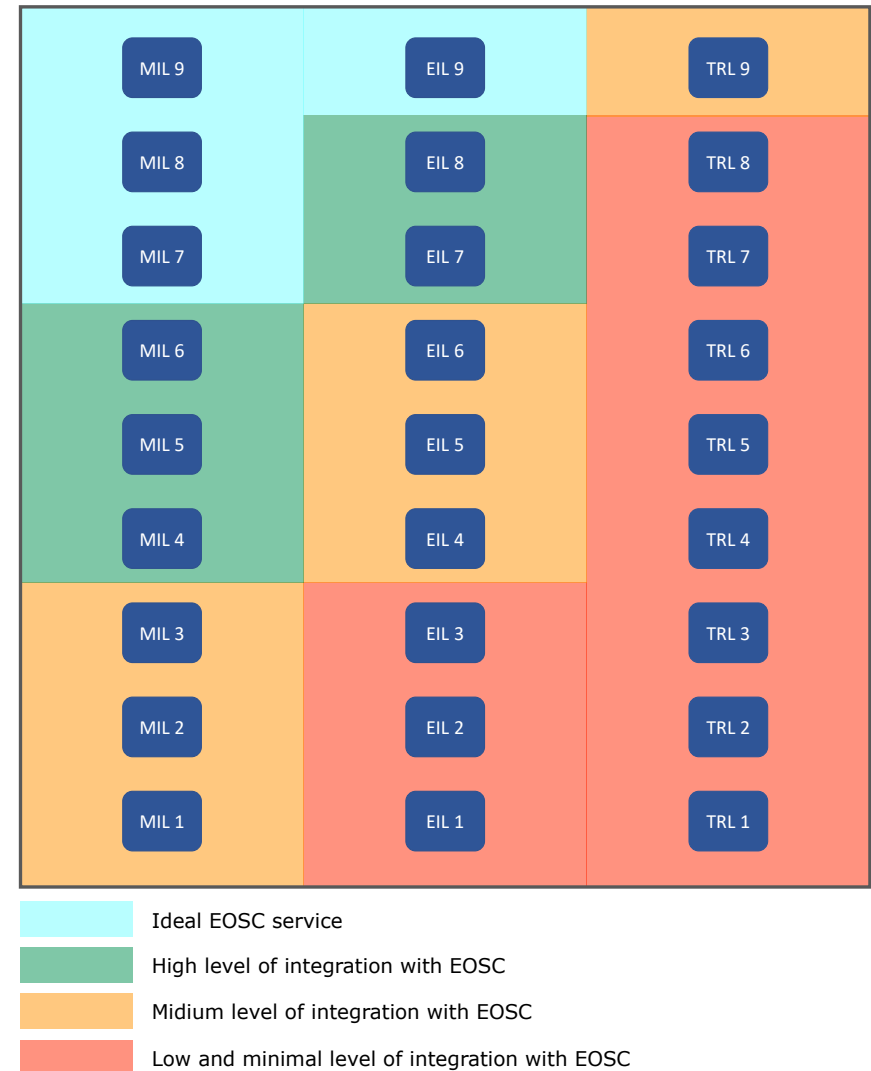 MIL 9 EIL 9 TRL 9
MIL 8 EIL 8 TRL 8
MIL 7 EIL 7 TRL 7
MIL 6 EIL 6 TRL 6
MIL 5 EIL 5 TRL 5
MIL 4 EIL 4 TRL 4
MIL 3 EIL 3 TRL 3
MIL 2 EIL 2 TRL 2
MIL 1 EIL 1 TRL 1
Ideal EOSC service
High level of integration with EOSC
Midium level of integration with EOSC
Low and minimal level of integration with EOSC